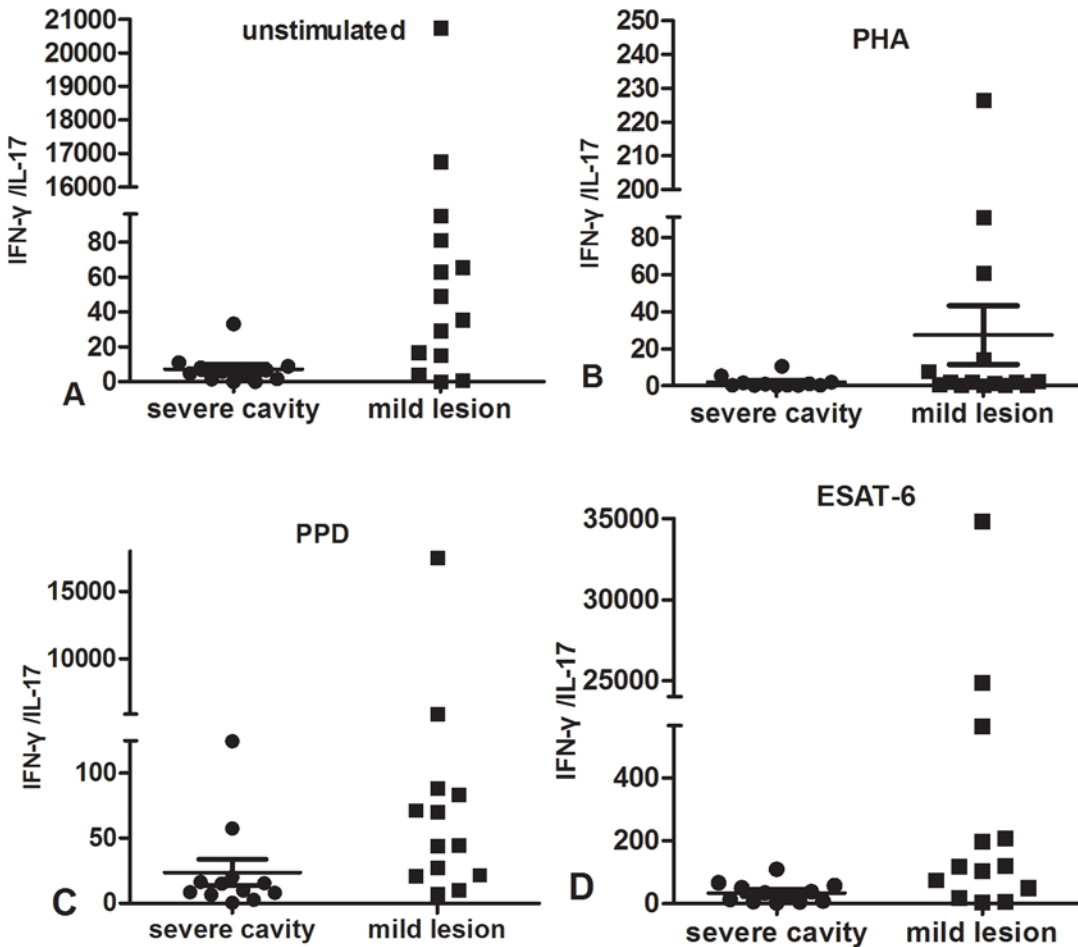 unstimulated
21000
20000
19000
18000
17000
16000
80
60
40
20
0
IFN-γ /IL-17
A
severe cavity
mild lesion
PHA
250
240
230
220
210
200
80
60
40
20
0
IFN-γ /IL-17
B
severe cavity
mild lesion
PPD
15000
10000
100
50
0
IFN-γ /IL-17
C
severe cavity
mild lesion
ESAT-6
35000
30000
25000
400
200
0
IFN-γ /IL-17
D
severe cavity
mild lesion